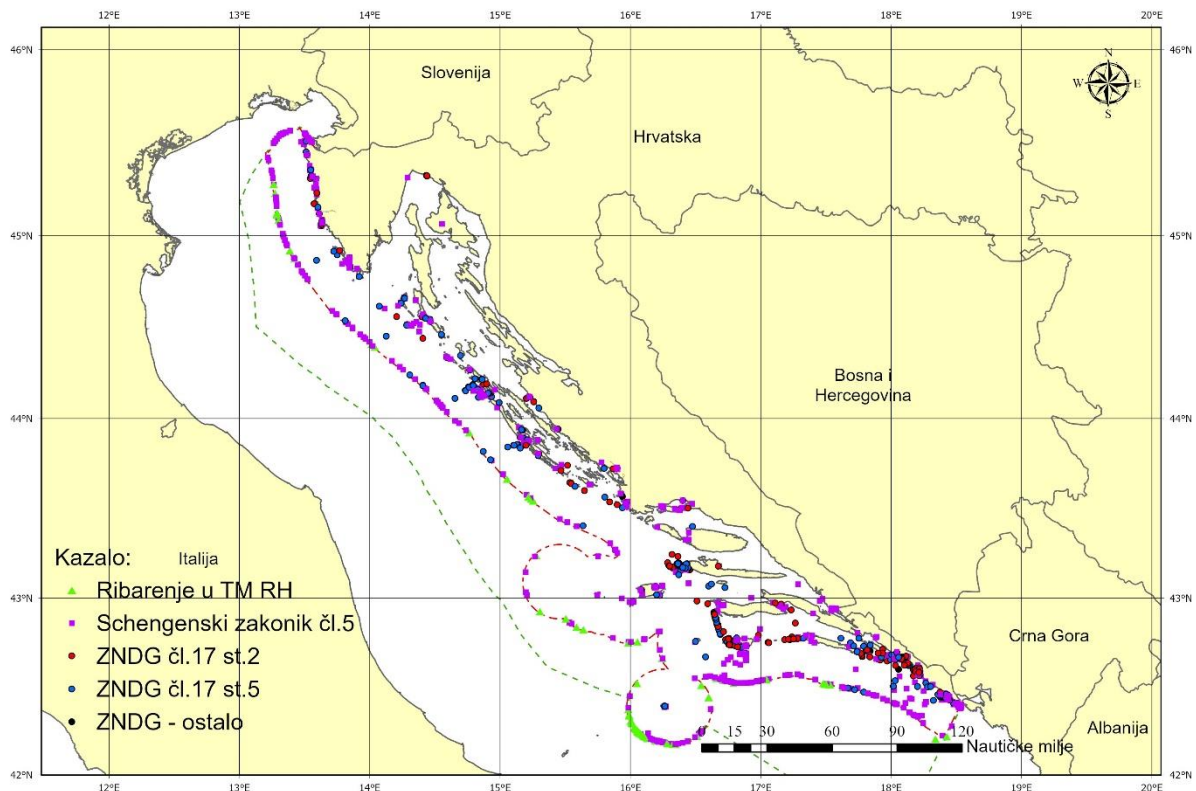 12°E 13°E 14°E 15°E 16°E 17°E 18°E 19°E 20°E
46°N 46°N
Slovenija
N
W E
S
Hrvatska
45°N 45°N
Bosna i
Hercegovina
44°N 44°N
Kazalo: Italija
Ribarenje u TM RH
43°N 43°N
Schengenski zakonik čl.5
Crna Gora
ZNDG čl.17 st.2
ZNDG čl.17 st.5
ZNDG - ostalo
Albanija
0 15 30 60 90 120
Nautičke milje
42°N 42°N
12°E 13°E 14°E 15°E 16°E 17°E 18°E 19°E 20°E